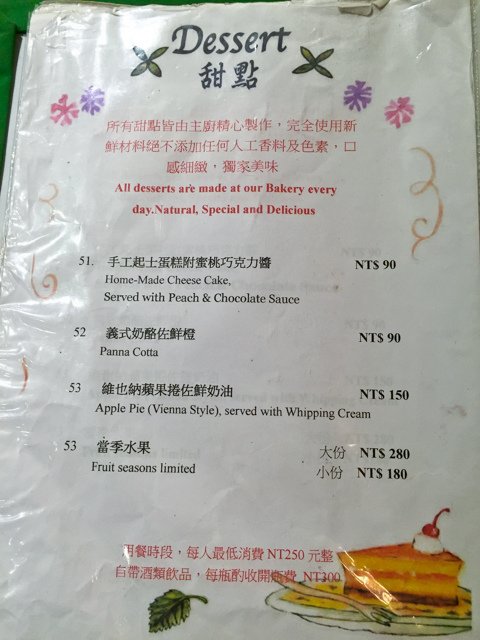 Dessert
甜點
所有甜點皆由主廚精心製作，完全使用新
鮮材料絕不添加任何人工香料及色素，口
感細緻，獨家美味
All desserts are made at our Bakery every
day.Natural, Special and Delicious
51. 手工起士蛋糕附蜜桃巧克力醬 NT$ 90
Home-Made Cheese Cake,
Served with Peach & Chocolate Sauce
52 義式奶酪佐鮮橙 NT$ 90
Panna Cotta
53 維也納蘋果捲佐鮮奶油 NT$ 150
Apple Pie (Vienna Style), served with Whipping Cream
53 當季水果 大份 NT$ 280
Fruit seasons limited 小份 NT$ 180
用餐時段，每人最低消費 NT250 元整
自帶酒類飲品，每瓶酌收開瓶費 NT300